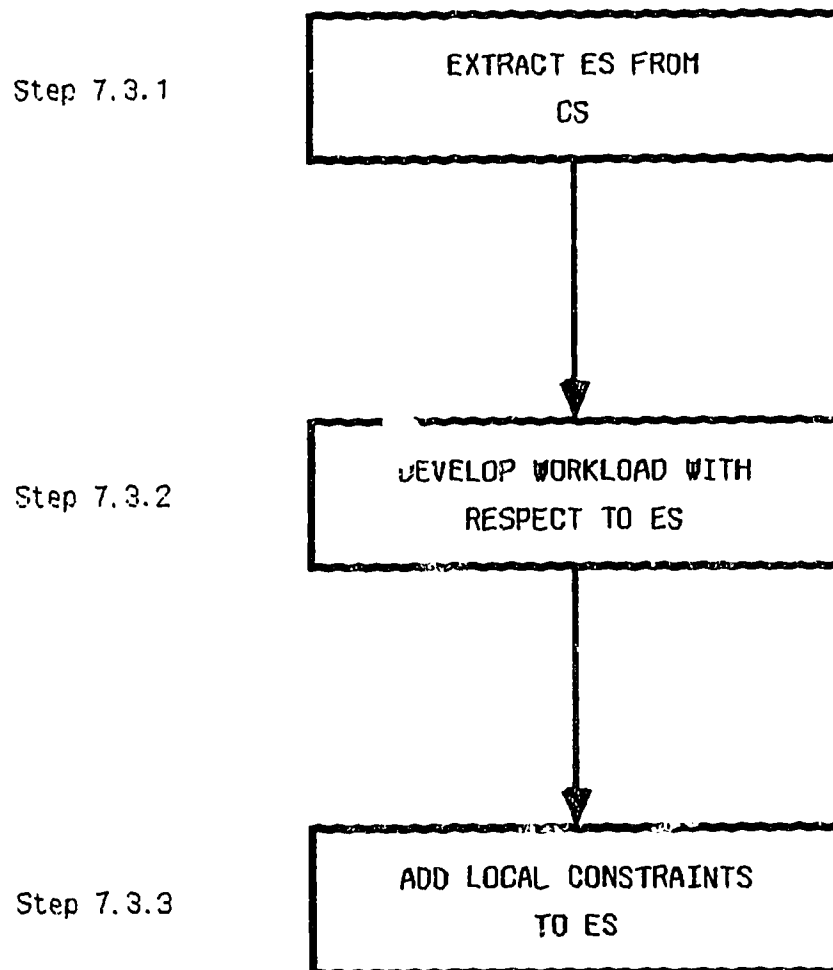 Step 7.3.1
EXTRACT ES FROM
CS
Step 7.3.2
DEVELOP WORKLOAD WITH
RESPECT TO ES
Step 7.3.3
ADD LOCAL CONSTRAINTS
TO ES